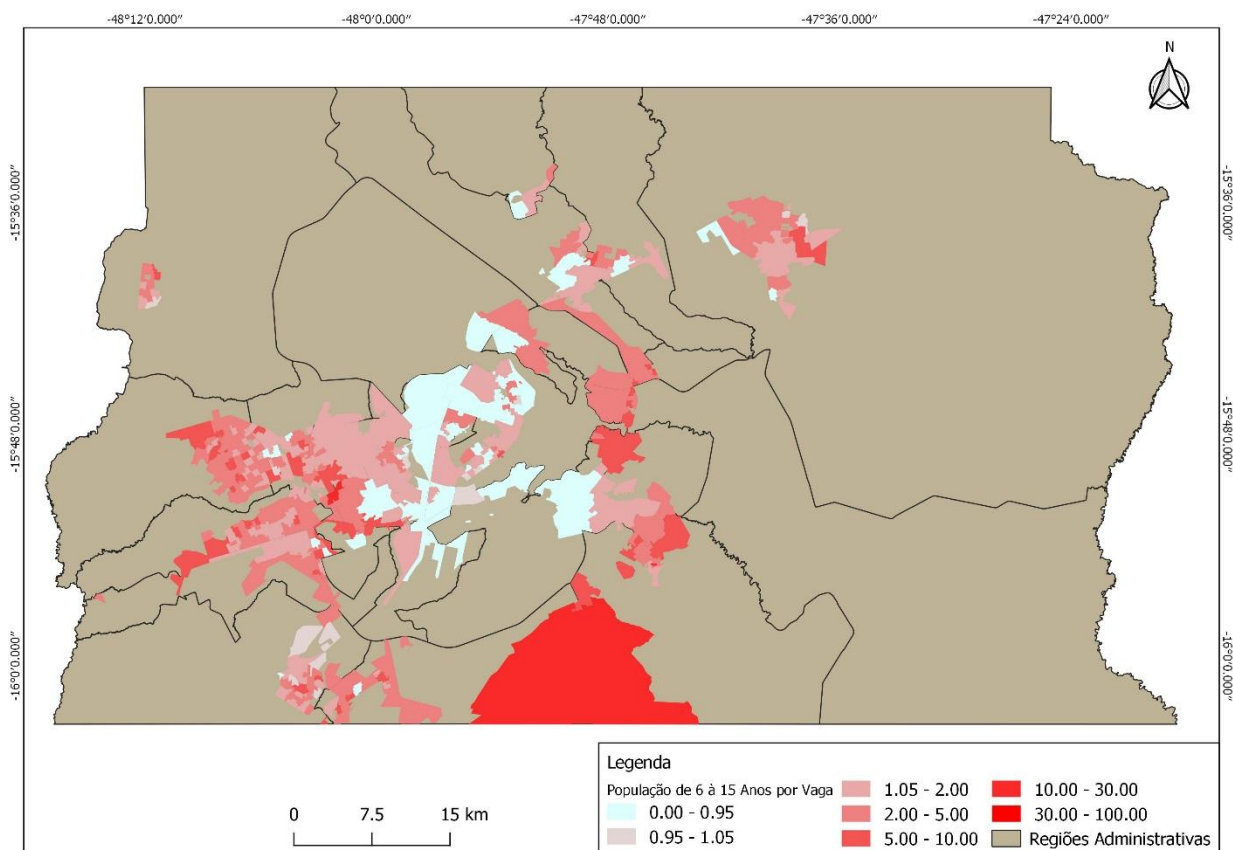 -48°12'0.000″ -48°0'0.000″ -47°48'0.000″ -47°36'0.000″ -47°24'0.000″
N
-15°36'0.000″ -15°36'0.000″
-15°48'0.000″ -15°48'0.000″
-16°0'0.000″ -16°0'0.000″
0 7.5 15 km
Legenda
População de 6 à 15 Anos por Vaga
0.00 - 0.95
0.95 - 1.05
1.05 - 2.00
2.00 - 5.00
5.00 - 10.00
10.00 - 30.00
30.00 - 100.00
Regiões Administrativas